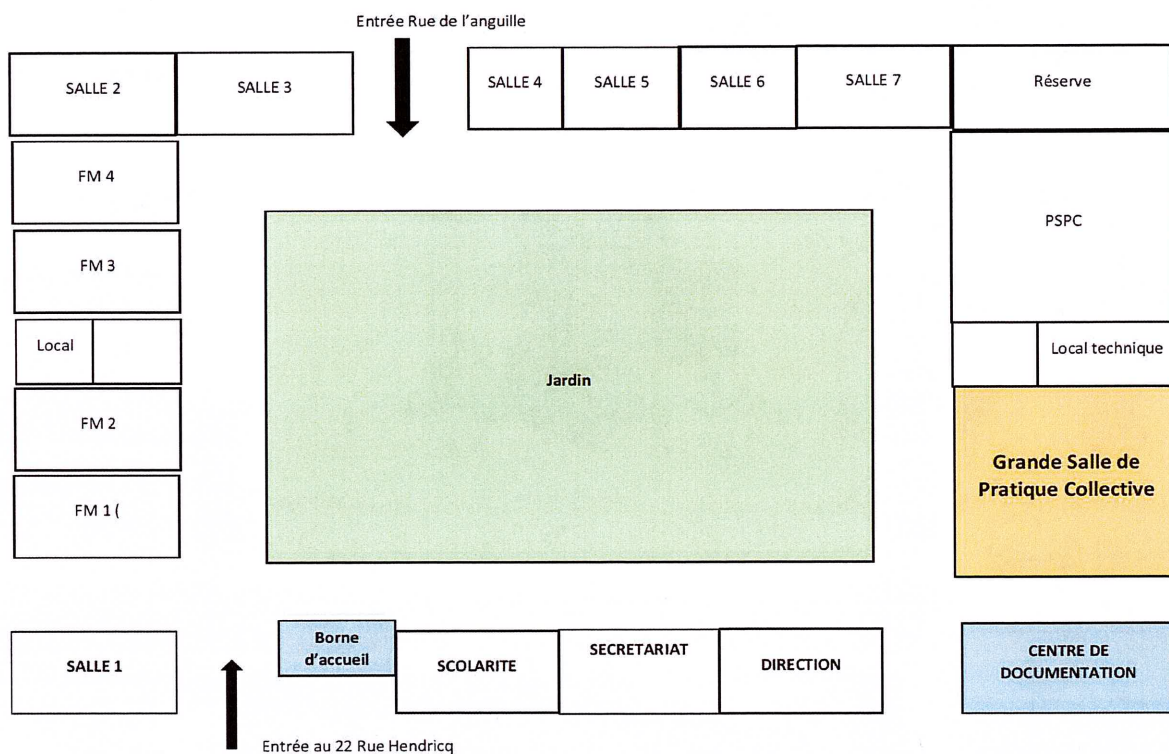 Entrée Rue de l'anguille
SALLE 2
SALLE 3
SALLE 4
SALLE 5
SALLE 6
SALLE 7
Réserve
FM 4
PSPC
FM 3
Local
Local technique
Jardin
FM 2
Grande Salle de
Pratique Collective
FM 1 (
SALLE 1
Borne
d'accueil
SCOLARITE
SECRETARIAT
DIRECTION
CENTRE DE
DOCUMENTATION
Entrée au 22 Rue Hendricq